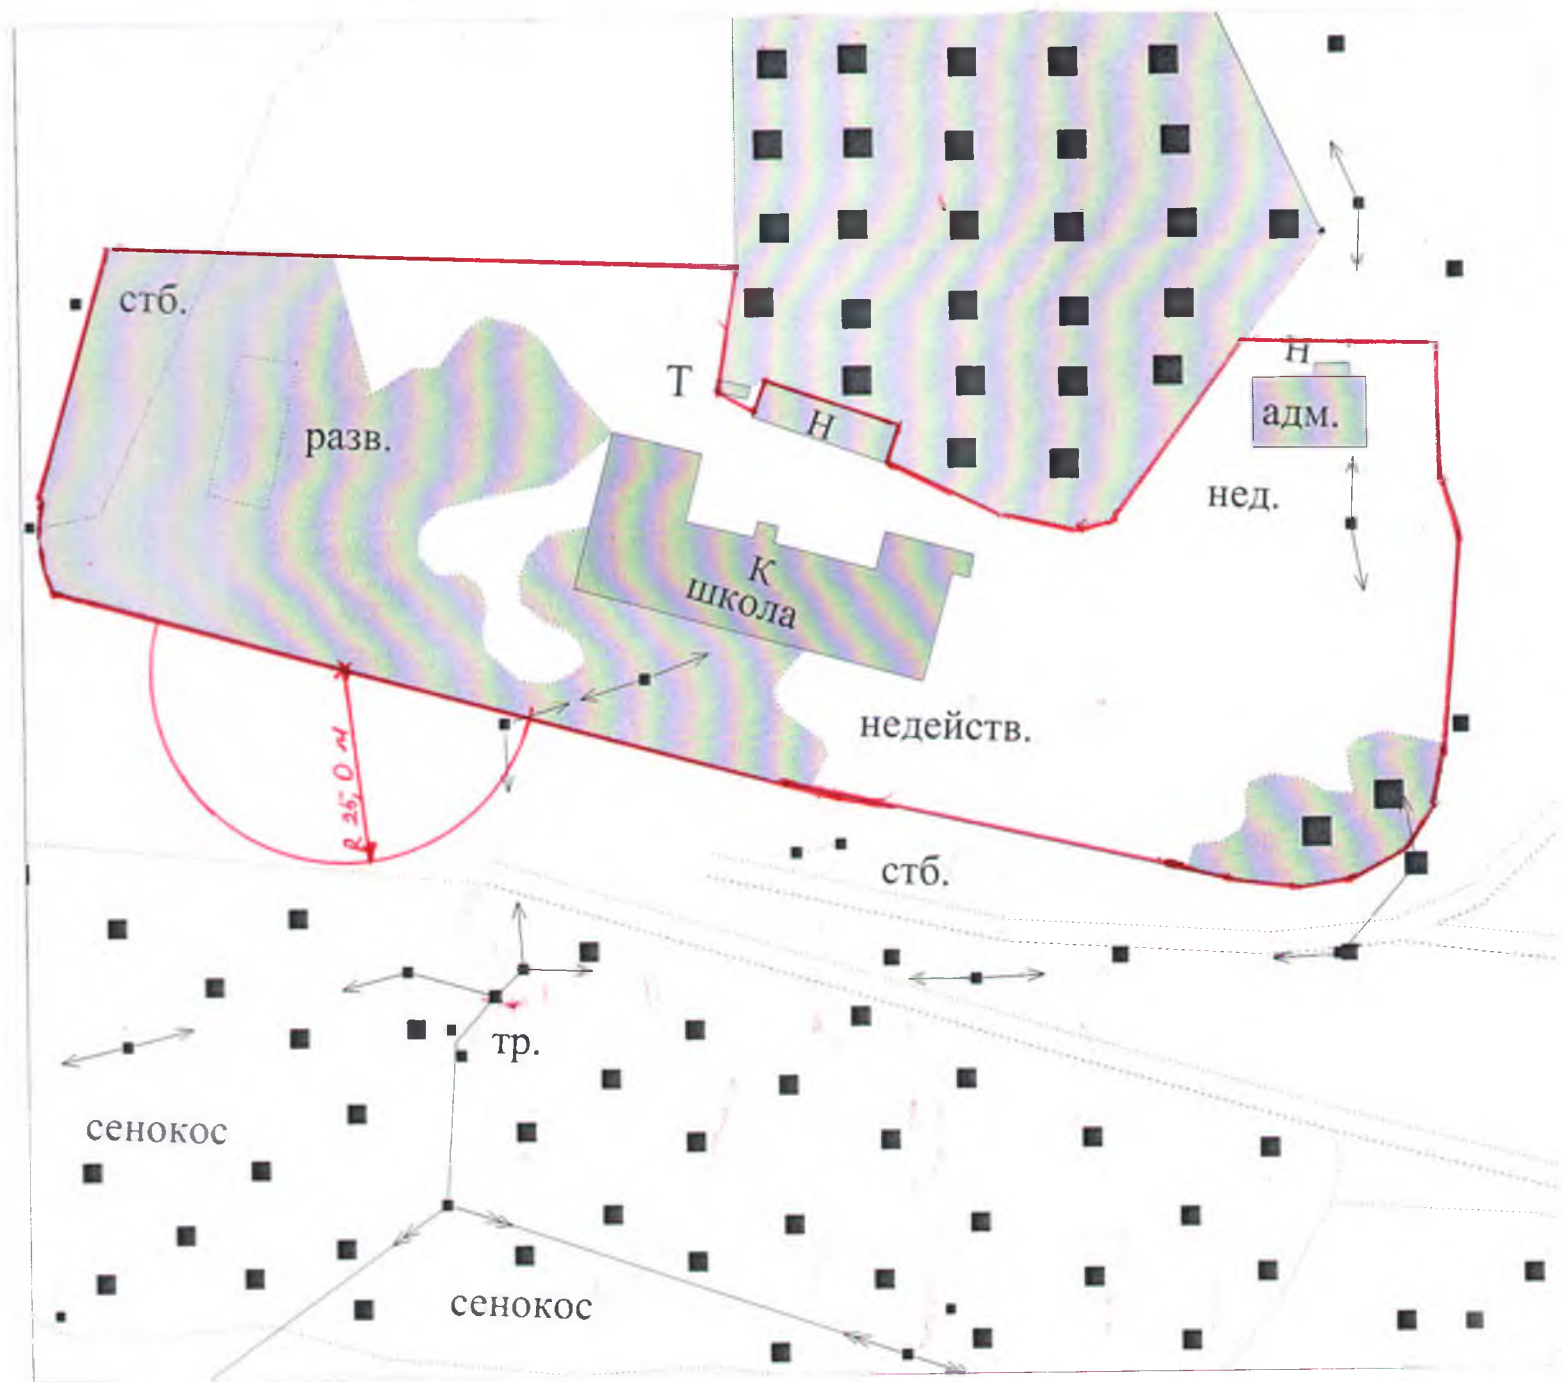 стб.
Н
Т
адм.
Н
разв.
нед.
К
школа
недейств.
R 25,0 м
стб.
тр.
сенокос
сенокос